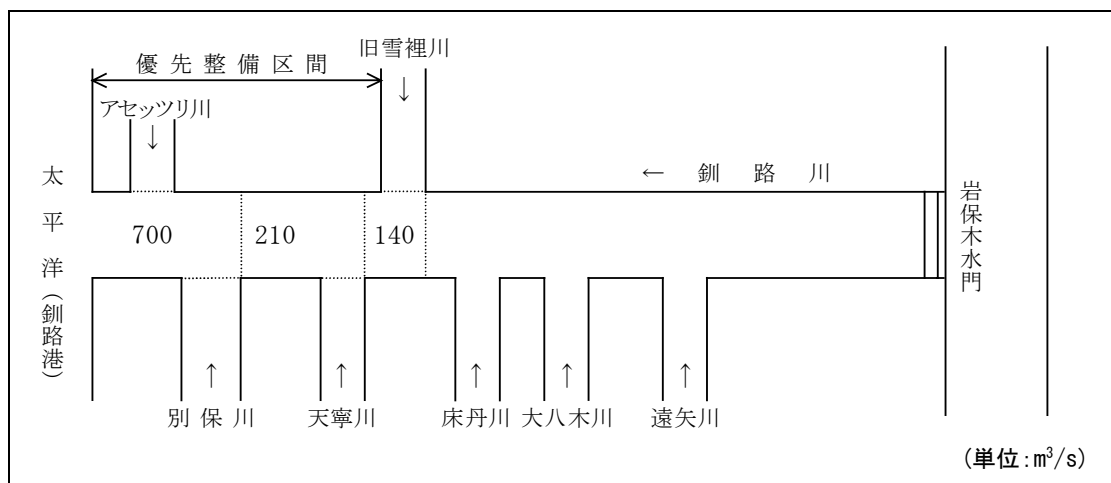 旧雪裡川
優先整備区間
アセッツリ川
← 釧路川
太平洋(釧路港)
700
210
140
岩保木水門
別保川
天寧川
床丹川
大八木川
遠矢川
(単位:m³/s)